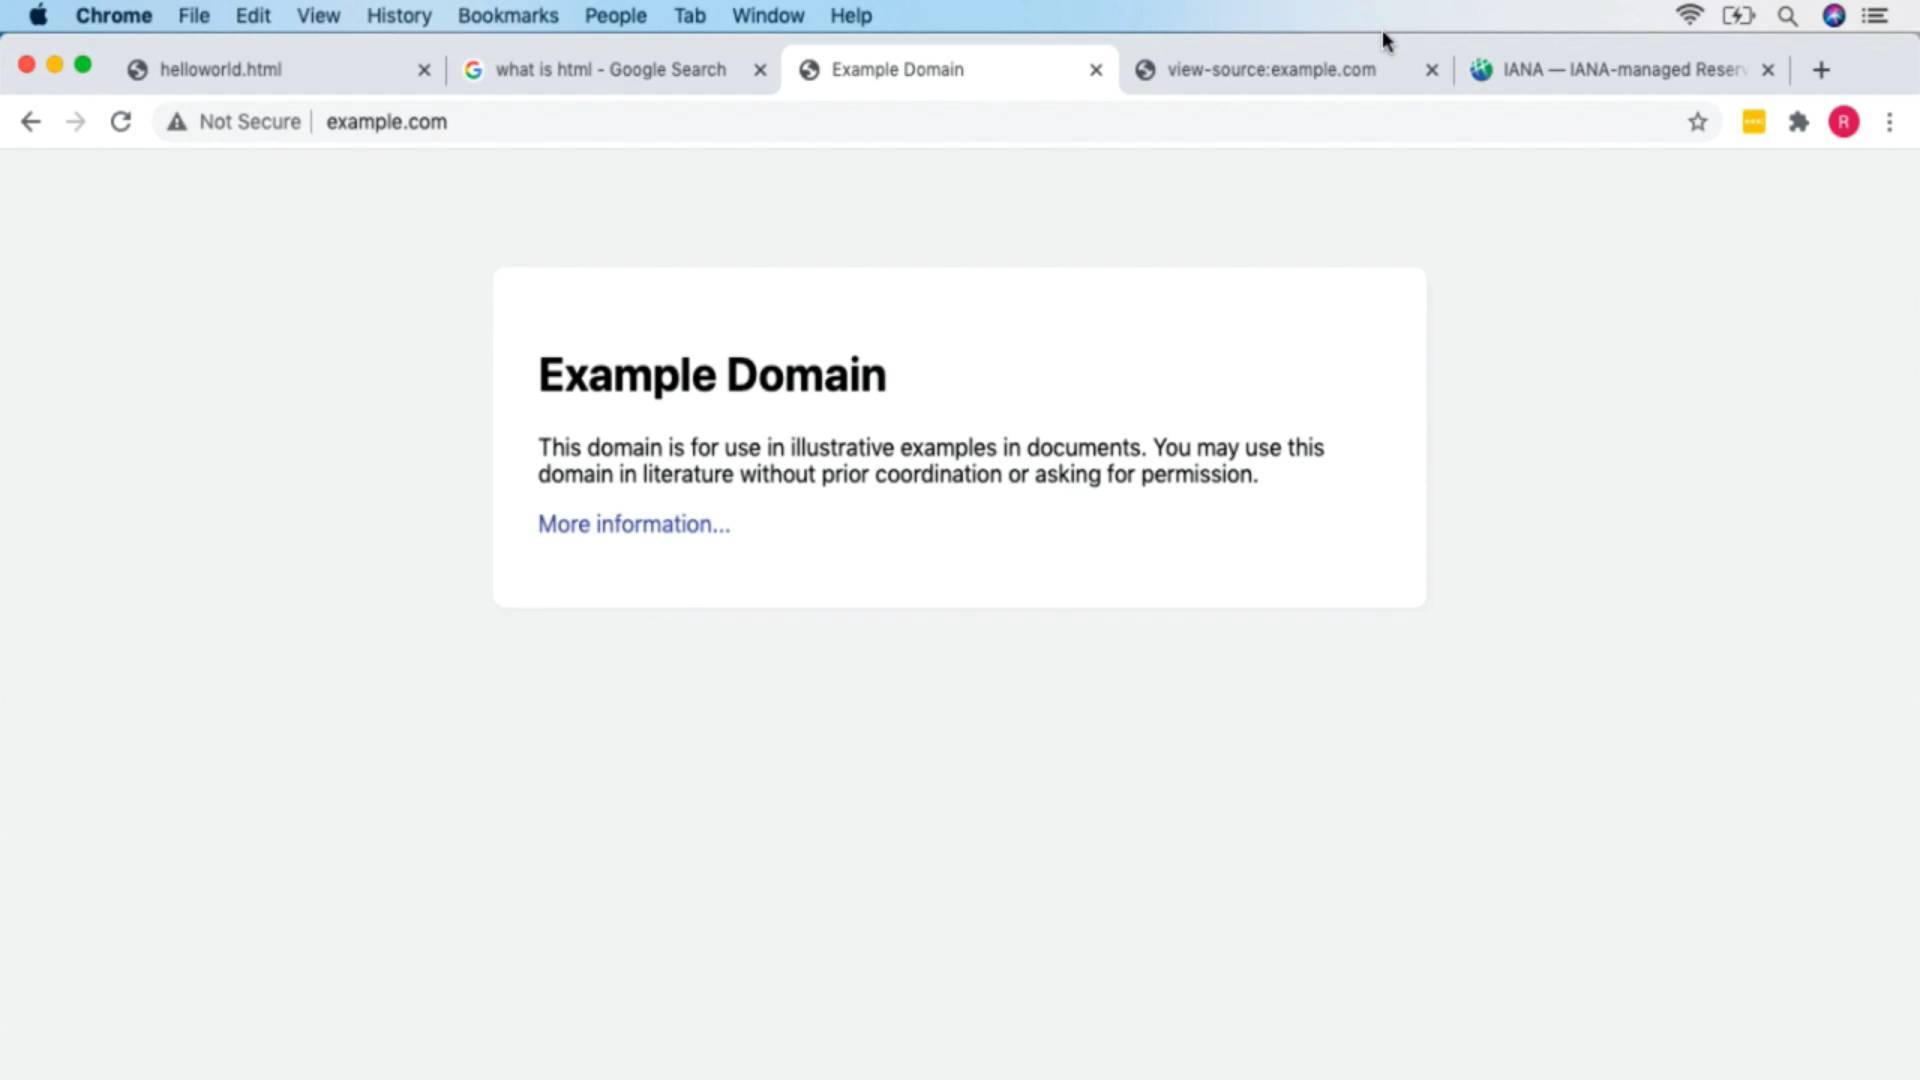 Chrome File Edit View History Bookmarks People Tab Window Help
helloworld.html
what is html - Google Search
Example Domain
view-source:example.com
IANA — IANA-managed Reserv
Not Secure
example.com
R
Example Domain
This domain is for use in illustrative examples in documents. You may use this
domain in literature without prior coordination or asking for permission.
More information...